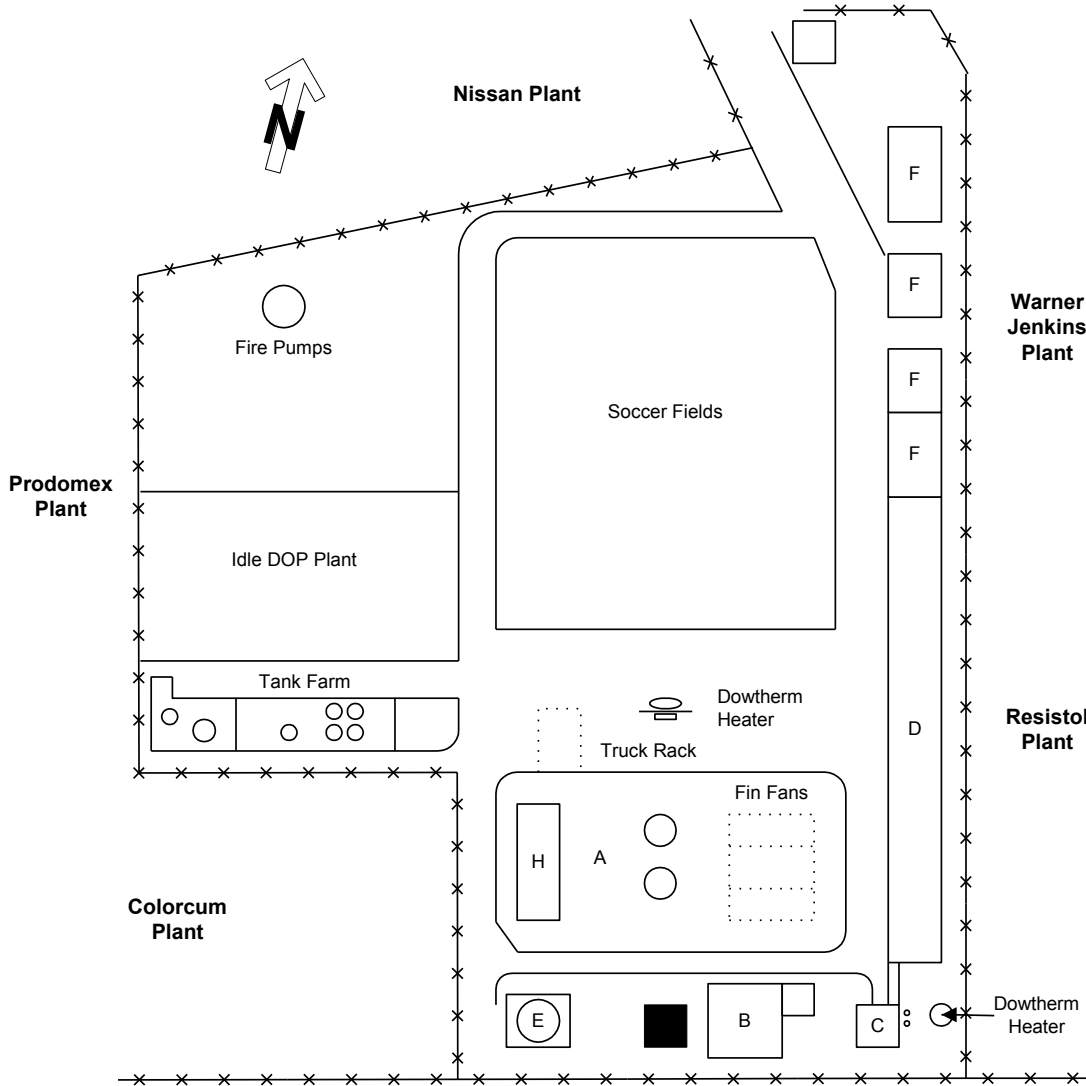 Nissan Plant
N
F
F
Warner
Jenkins
Plant
Fire Pumps
F
Soccer Fields
F
Prodomex
Plant
Idle DOP Plant
Tank Farm
Dowtherm
Heater
Truck Rack
D
Resistol
Plant
Fin Fans
H
A
Colorcum
Plant
E
B
C
Dowtherm
Heater